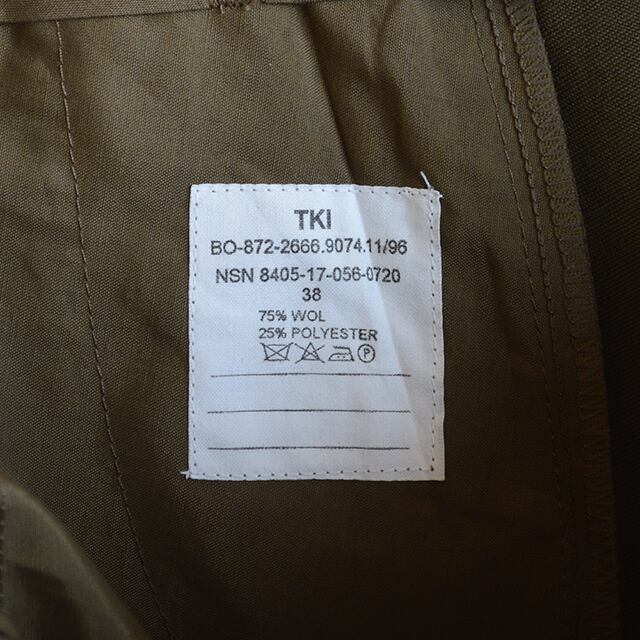 TKI
BO-872-2666.9074.11/96
NSN 8405-17-056-0720
38
75% WOL
25% POLYESTER
P